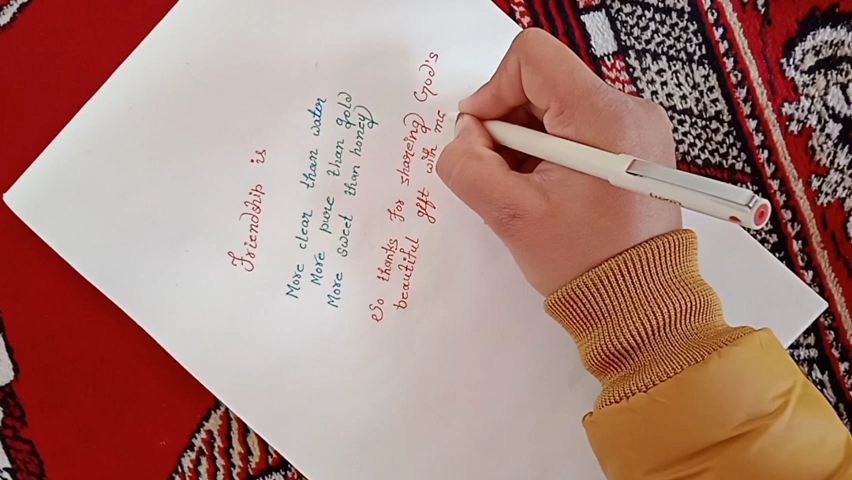 Friendship is
More clear than water
More pure than gold
More sweet than honey
So thanks for shareing God's
beautiful gift with me